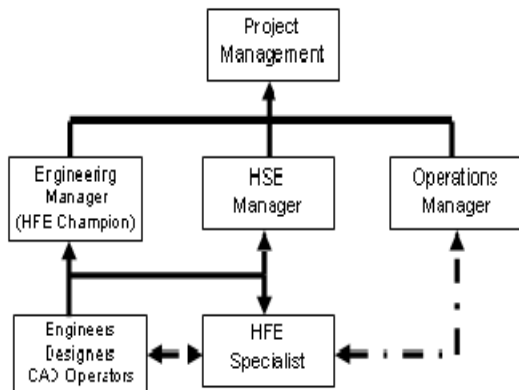 Project
Management
Engineering
Manager
(HFE Champion)
HSE
Manager
Operations
Manager
Engineers
Designers
CAD Operators
HFE
Specialist